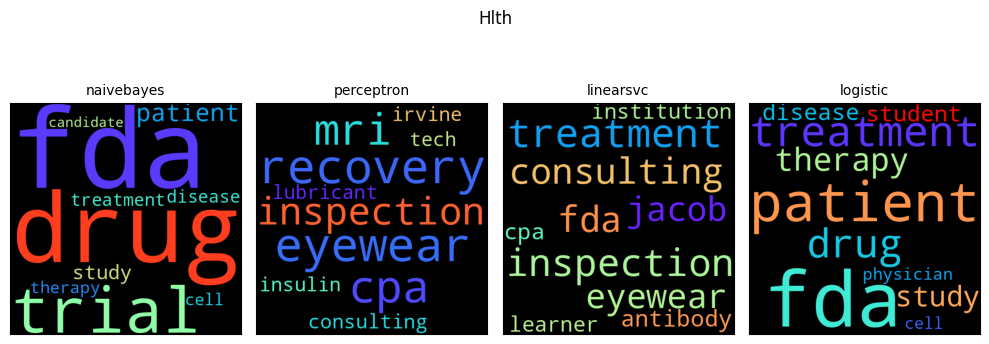 Hlth
naivebayes
candidate
patient
fda
treatment
disease
drug
study
therapy
cell
trial
perceptron
irvine
mri
tech
recovery
lubricant
inspection
eyewear
insulin
cpa
consulting
linearsvc
institution
treatment
consulting
fda
jacob
cpa
inspection
eyewear
learner
antibody
logistic
disease
student
treatment
therapy
patient
drug
physician
fda
study
cell